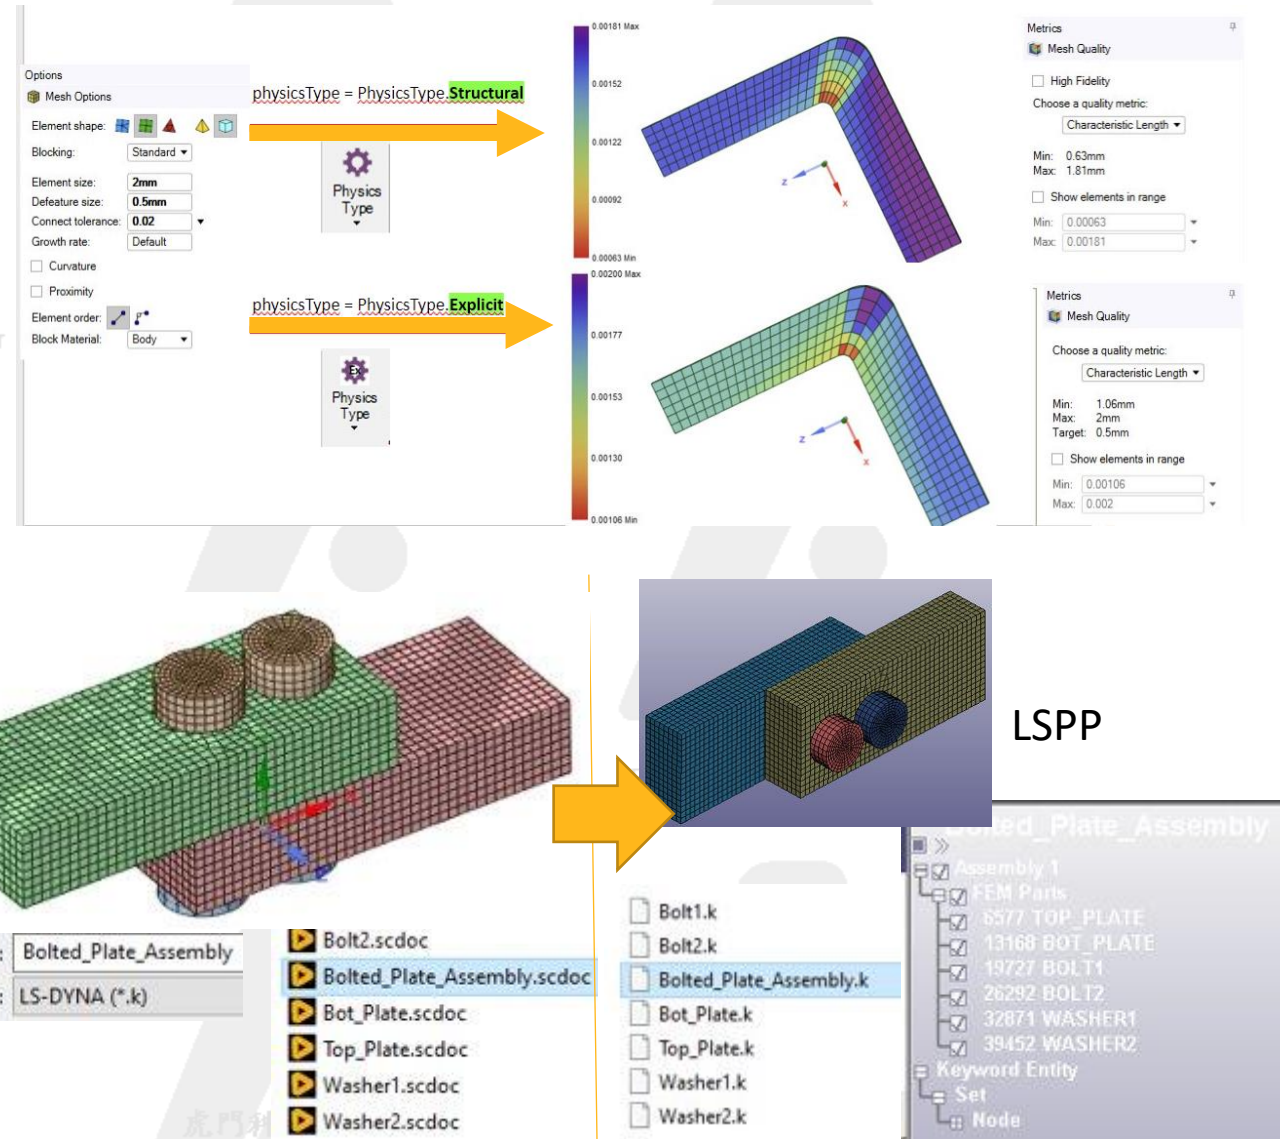 Options
Mesh Options
Element shape:
Blocking: Standard
Element size: 2mm
Defeature size: 0.5mm
Connect tolerance: 0.02
Growth rate: Default
Curvature
Proximity
Element order:
Block Material: Body
physicsType = PhysicsType.Structural
Physics
Type
physicsType = PhysicsType.Explicit
Ex
Physics
Type
0.00181 Max
0.00152
0.00122
0.00092
0.00063 Min
z
x
0.00200 Max
0.00177
0.00153
0.00130
0.00106 Min
z
x
Metrics
Mesh Quality
High Fidelity
Choose a quality metric:
Characteristic Length
Min: 0.63mm
Max: 1.81mm
Show elements in range
Min: 0.00063
Max: 0.00181
Metrics
Mesh Quality
Choose a quality metric:
Characteristic Length
Min: 1.06mm
Max: 2mm
Target: 0.5mm
Show elements in range
Min: 0.00106
Max: 0.002
LSPP
: Bolted_Plate_Assembly
: LS-DYNA (*.k)
Bolt2.scdoc
Bolted_Plate_Assembly.scdoc
Bot_Plate.scdoc
Top_Plate.scdoc
Washer1.scdoc
Washer2.scdoc
Bolt1.k
Bolt2.k
Bolted_Plate_Assembly.k
Bot_Plate.k
Top_Plate.k
Washer1.k
Washer2.k
Bolted_Plate_Assembly
Assembly 1
FEM Parts
6577 TOP_PLATE
13168 BOT_PLATE
19727 BOLT1
26292 BOLT2
32871 WASHER1
39452 WASHER2
Keyword Entity
Set
Node
虎門科